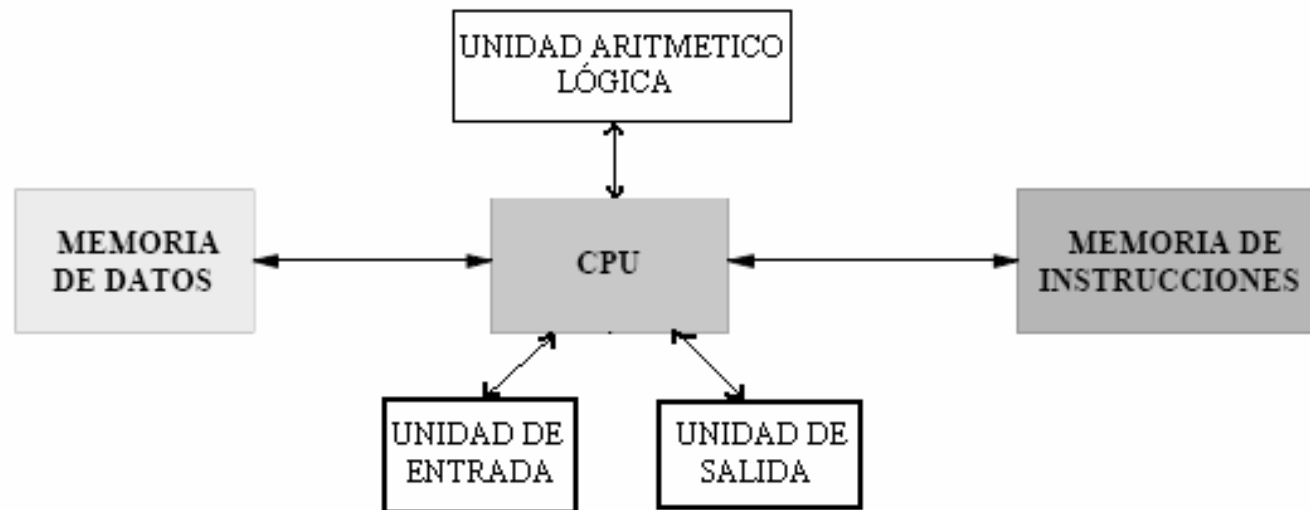 UNIDAD ARITMETICO
LÓGICA
MEMORIA
DE DATOS
CPU
MEMORIA DE
INSTRUCCIONES
UNIDAD DE
ENTRADA
UNIDAD DE
SALIDA